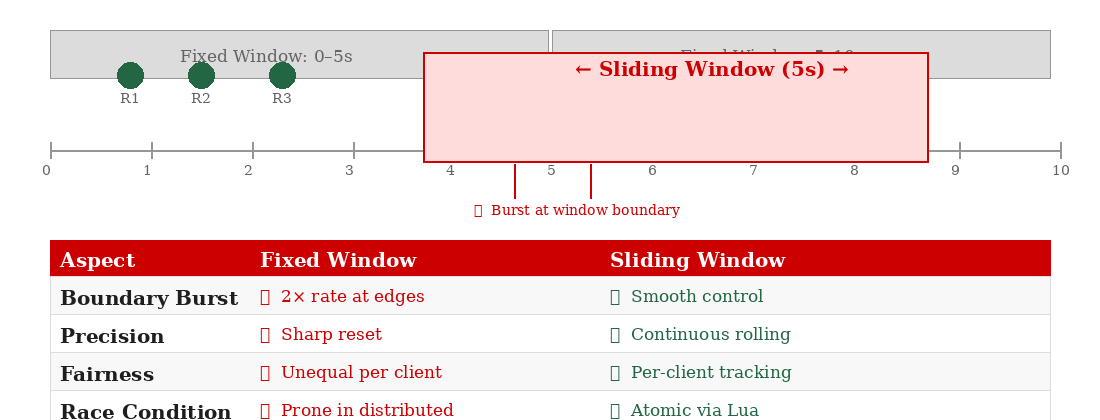 Fixed Window: 0–5s
← Sliding Window (5s) →
R1 R2 R3
0 1 2 3 4 5 6 7 8 9 10
Burst at window boundary
Aspect Fixed Window Sliding Window
Boundary Burst 2× rate at edges Smooth control
Precision Sharp reset Continuous rolling
Fairness Unequal per client Per-client tracking
Race Condition Prone in distributed Atomic via Lua